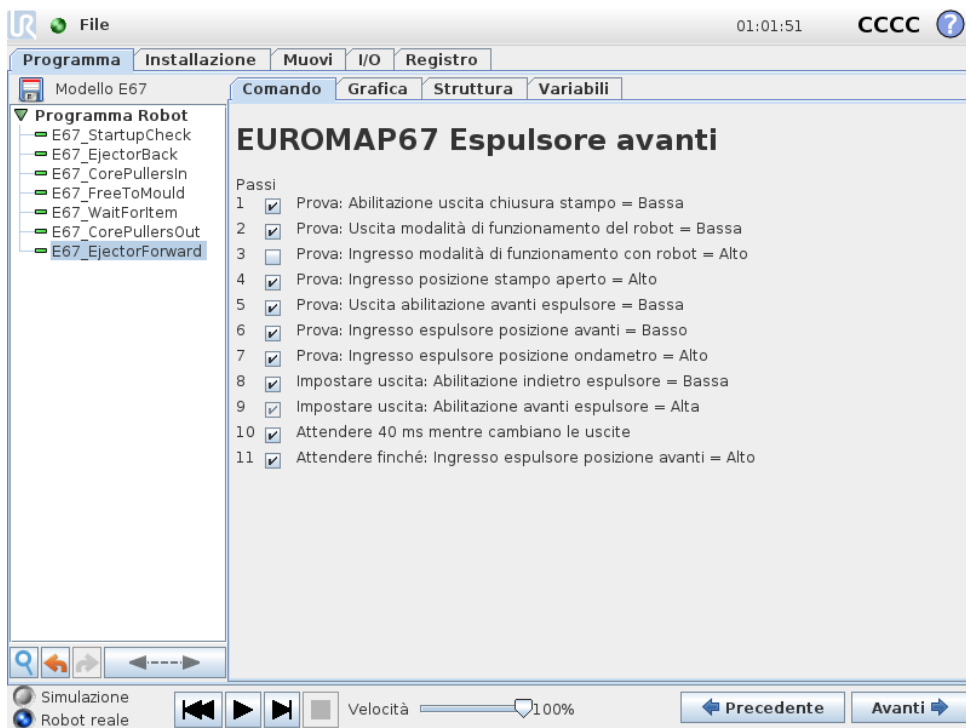 UR File 01:01:51 CCCC ?
Programma Installazione Muovi I/O Registro
Modello E67 Comando Grafica Struttura Variabili
Programma Robot
E67_StartupCheck
E67_EjectorBack
E67_CorePullersIn
E67_FreeToMould
E67_WaitForItem
E67_CorePullersOut
E67_EjectorForward
EUROMAP67 Espulsore avanti
Passi
1 Prova: Abilitazione uscita chiusura stampo = Bassa
2 Prova: Uscita modalità di funzionamento del robot = Bassa
3 Prova: Ingresso modalità di funzionamento con robot = Alto
4 Prova: Ingresso posizione stampo aperto = Alto
5 Prova: Uscita abilitazione avanti espulsore = Bassa
6 Prova: Ingresso espulsore posizione avanti = Basso
7 Prova: Ingresso espulsore posizione ondametro = Alto
8 Impostare uscita: Abilitazione indietro espulsore = Bassa
9 Impostare uscita: Abilitazione avanti espulsore = Alta
10 Attendere 40 ms mentre cambiano le uscite
11 Attendere finché: Ingresso espulsore posizione avanti = Alto
Simulazione
Robot reale
Velocità 100% Precedente Avanti